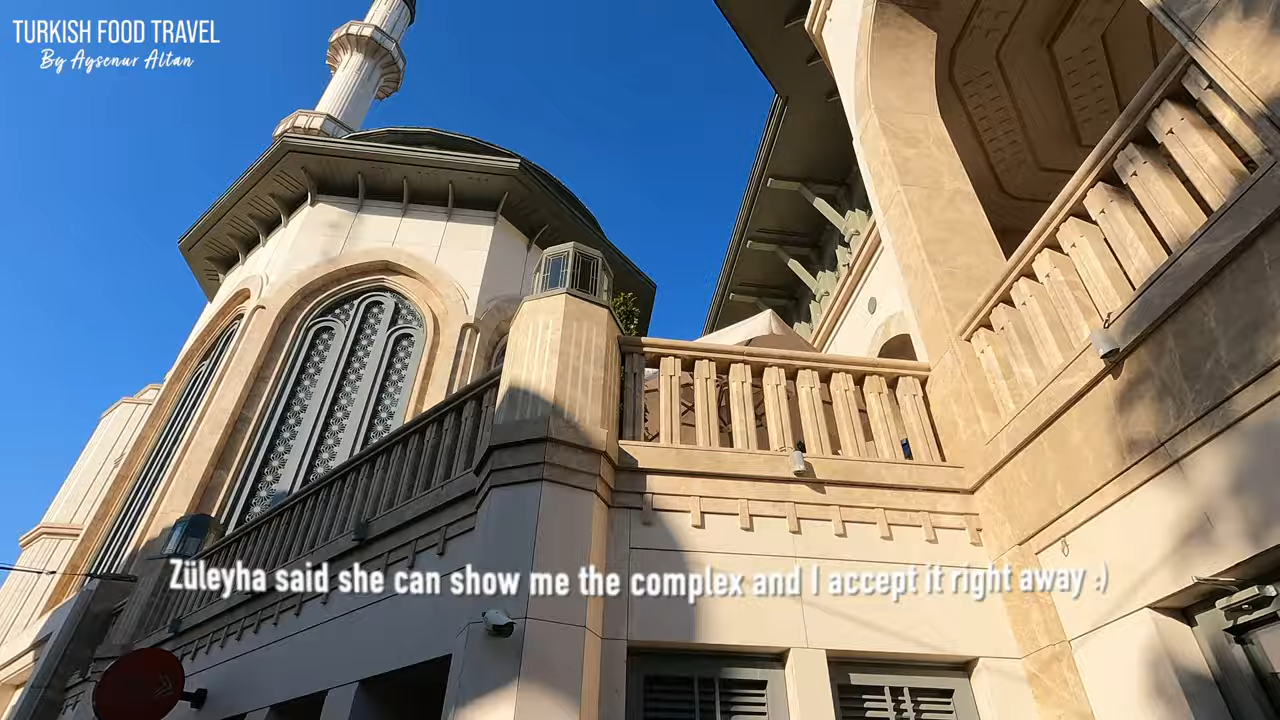 TURKISH FOOD TRAVEL
By Aysenur Altan
Züleyha said she can show me the complex and I accept it right away :)